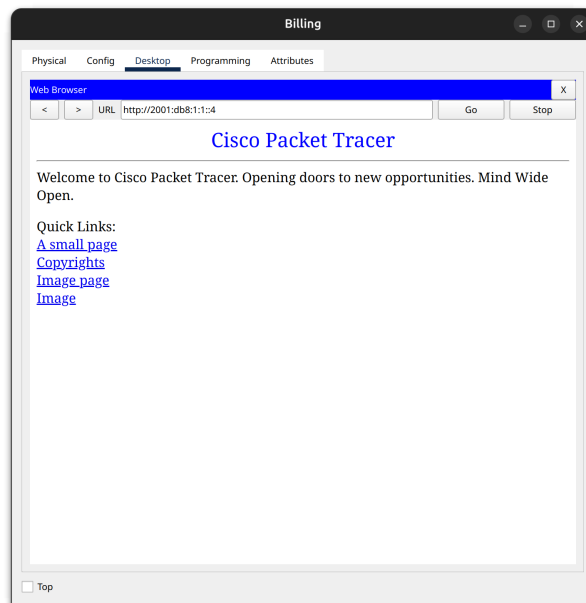 Billing
Physical Config Desktop Programming Attributes
Web Browser X
< > URL http://2001:db8:1:1::4 Go Stop
Cisco Packet Tracer
Welcome to Cisco Packet Tracer. Opening doors to new opportunities. Mind Wide
Open.
Quick Links:
A small page
Copyrights
Image page
Image
Top